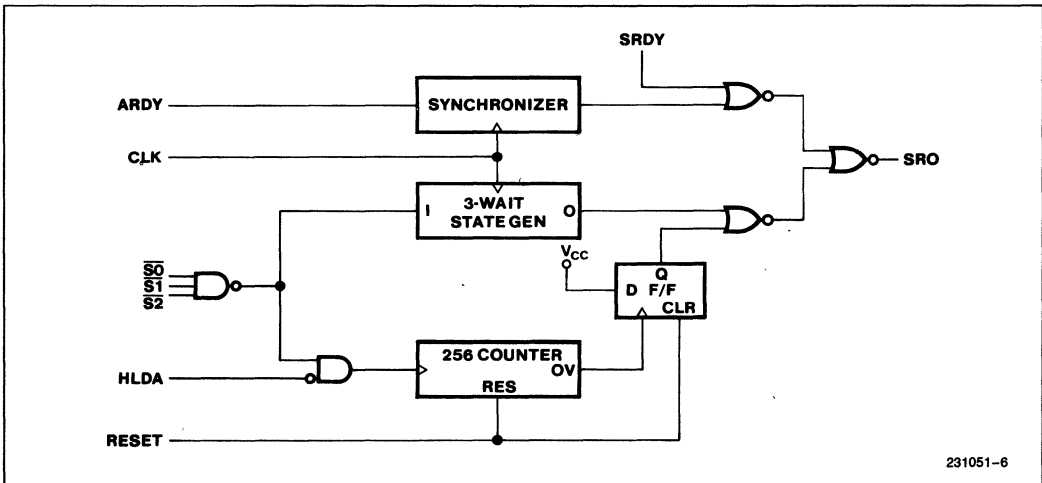 SRDY
ARDY
SYNCHRONIZER
CLK
SRO
I
3-WAIT
STATE GEN
O
VCC
S0
S1
S2
Q
D F/F
CLR
256 COUNTER
OV
HLDA
RES
RESET
231051–6